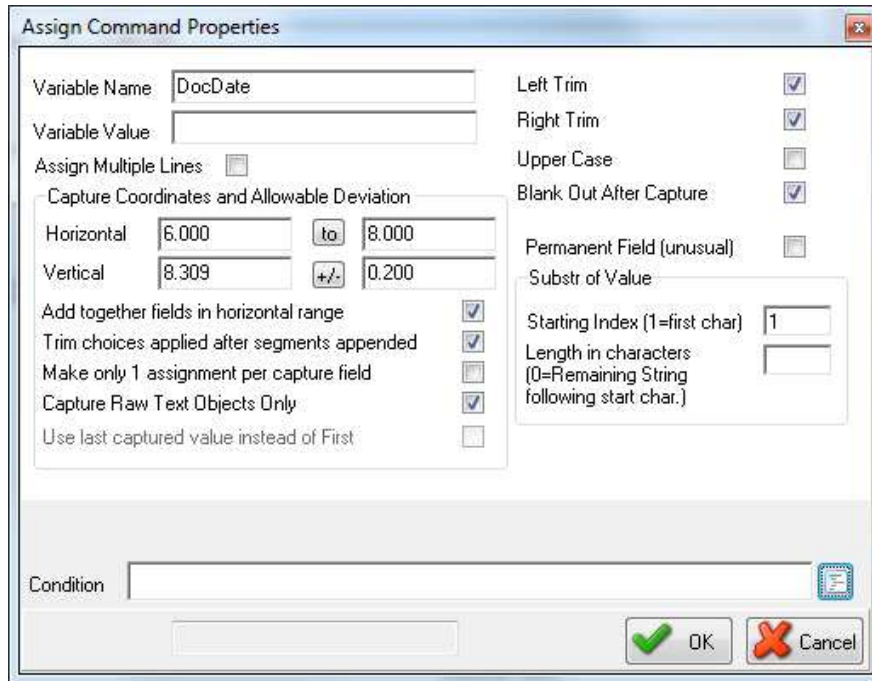 Assign Command Properties
Variable Name DocDate
Variable Value
Assign Multiple Lines
Capture Coordinates and Allowable Deviation
Horizontal 6.000 to 8.000
Vertical 8.309 +/- 0.200
Add together fields in horizontal range
Trim choices applied after segments appended
Make only 1 assignment per capture field
Capture Raw Text Objects Only
Use last captured value instead of First
Left Trim
Right Trim
Upper Case
Blank Out After Capture
Permanent Field (unusual)
Substr of Value
Starting Index (1=first char) 1
Length in characters
(0=Remaining String
following start char.)
Condition
OK Cancel